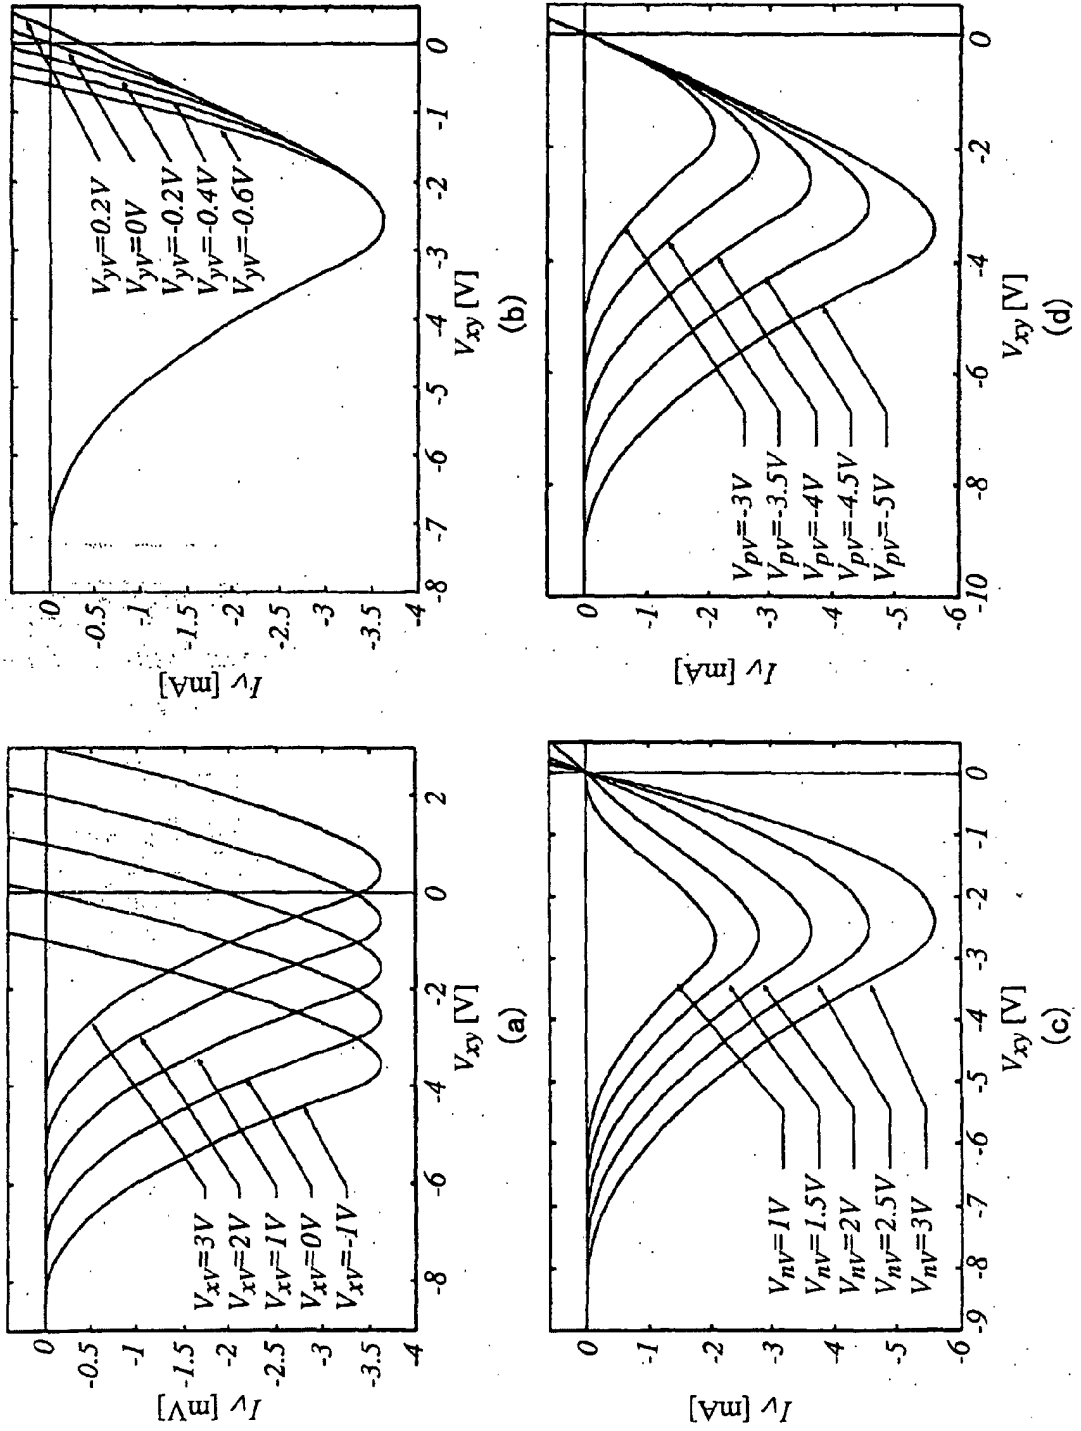 I_V [mV]
0
-0.5
-1
-1.5
-2
-2.5
-3
-3.5
-4
V_xv=3V
V_xv=2V
V_xv=1V
V_xv=0V
V_xv=-1V
-8 -6 -4 -2 0 2
V_xy [V]
(a)
I_V [mA]
0
-0.5
-1
-1.5
-2
-2.5
-3
-3.5
-4
V_yv=0.2V
V_yv=0V
V_yv=-0.2V
V_yv=-0.4V
V_yv=-0.6V
-8 -7 -6 -5 -4 -3 -2 -1 0
V_xy [V]
(b)
I_V [mA]
0
-1
-2
-3
-4
-5
-6
V_nv=1V
V_nv=1.5V
V_nv=2V
V_nv=2.5V
V_nv=3V
-9 -8 -7 -6 -5 -4 -3 -2 -1 0
V_xy [V]
(c)
I_V [mA]
0
-1
-2
-3
-4
-5
-6
V_pv=-3V
V_pv=-3.5V
V_pv=-4V
V_pv=-4.5V
V_pv=-5V
-10 -8 -6 -4 -2 0
V_xy [V]
(d)